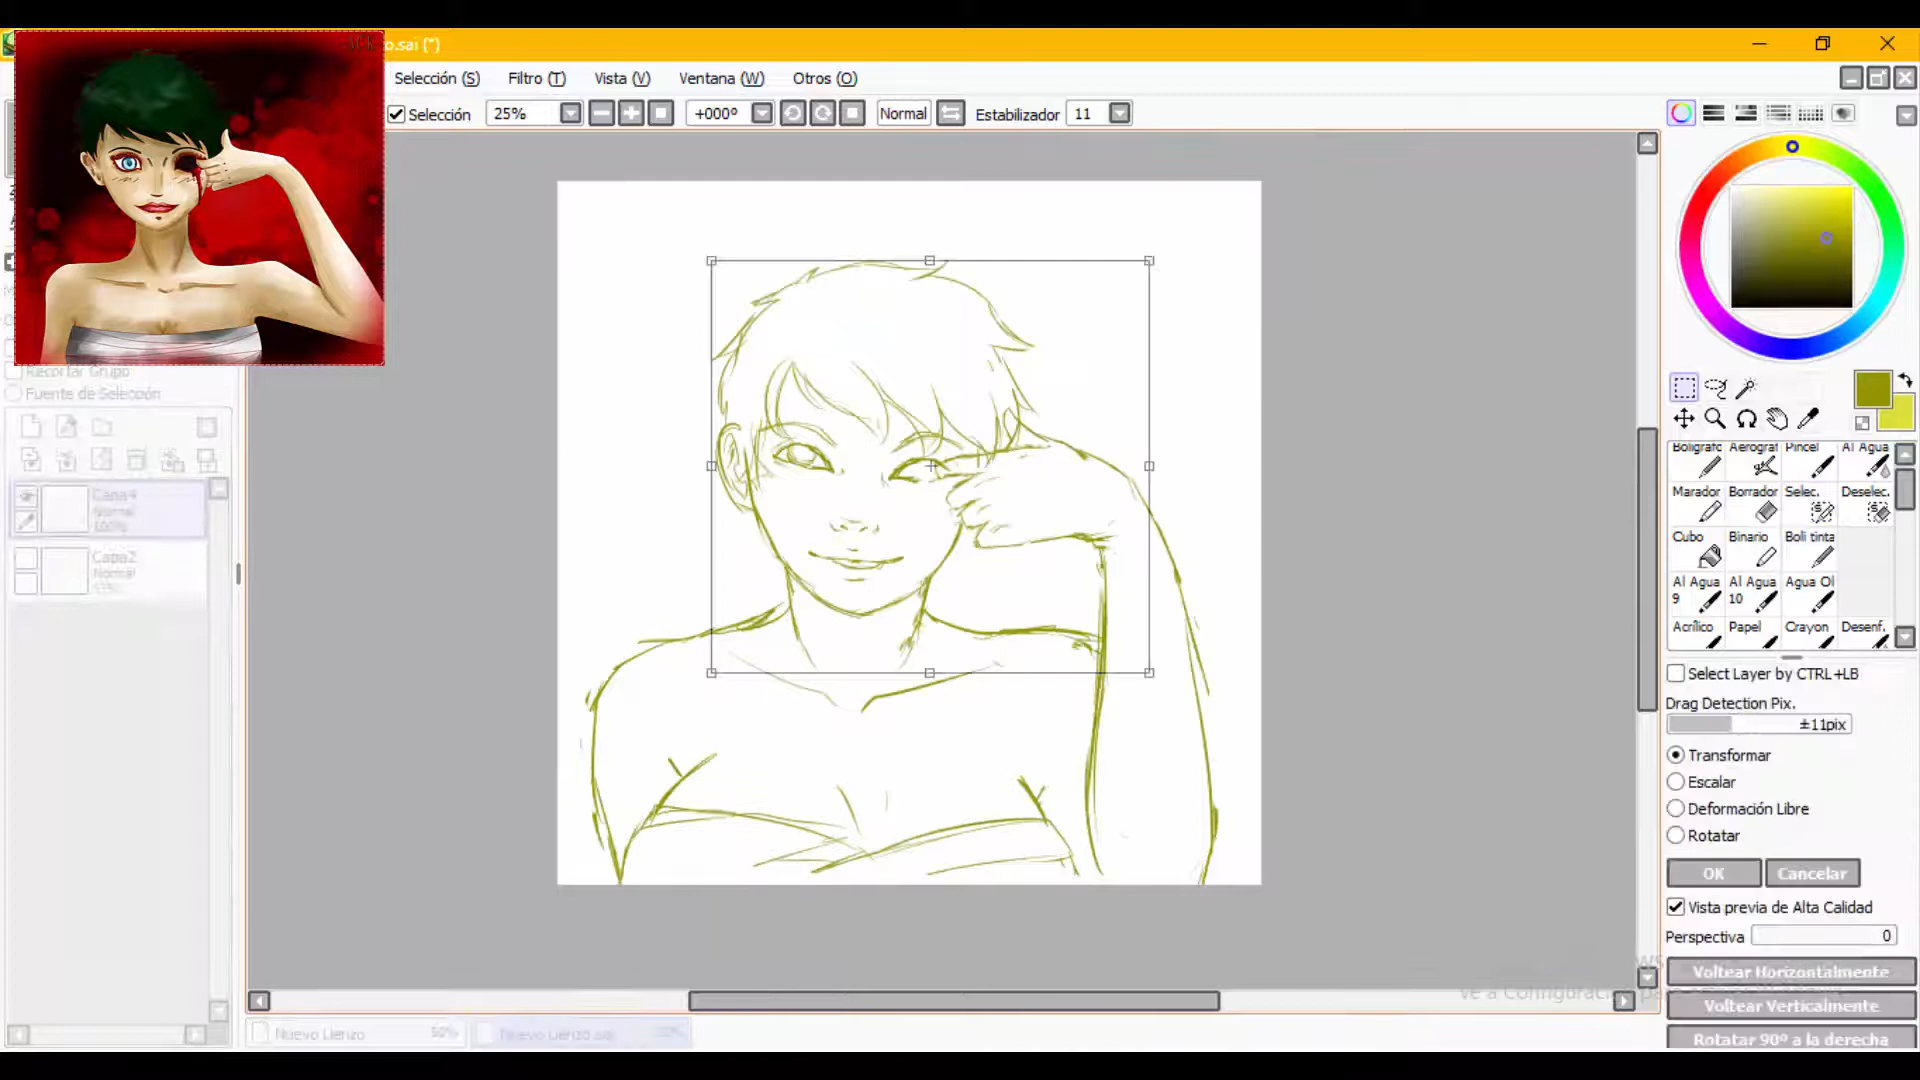 o.sai (*)
Selección (S) Filtro (T) Vista (V) Ventana (W) Otros (O)
Selección 25% +000º Normal Estabilizador 11
Recortar Grupo
Fuente de Selección
Capa4
Normal
100%
Capa2
Normal
Boligrafc Aerograf Pincel Al Agua
Marador Borrador Selec. Deselec.
Cubo Binario Boli tinta
Al Agua 9 Al Agua 10 Agua Ol
Acrílico Papel Crayon Desenf.
Select Layer by CTRL+LB
Drag Detection Pix.
±11pix
Transformar
Escalar
Deformación Libre
Rotatar
OK Cancelar
Vista previa de Alta Calidad
Perspectiva 0
Voltear Horizontalmente
Voltear Verticalmente
Rotatar 90º a la derecha
Nuevo Lienzo 50% Nuevo Lienzo.sai